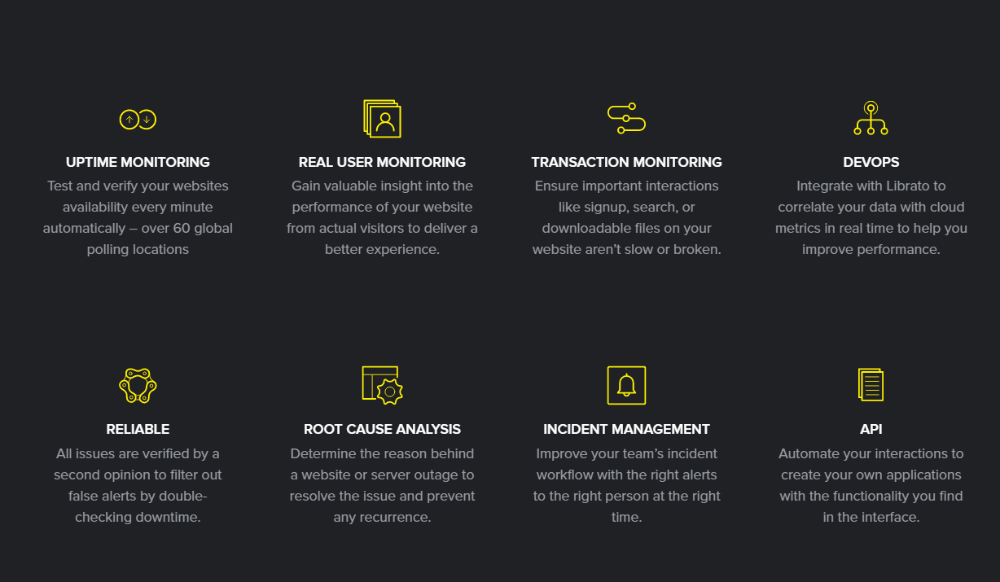 UPTIME MONITORING
Test and verify your websites
availability every minute
automatically – over 60 global
polling locations
REAL USER MONITORING
Gain valuable insight into the
performance of your website
from actual visitors to deliver a
better experience.
TRANSACTION MONITORING
Ensure important interactions
like signup, search, or
downloadable files on your
website aren’t slow or broken.
DEVOPS
Integrate with Librato to
correlate your data with cloud
metrics in real time to help you
improve performance.
RELIABLE
All issues are verified by a
second opinion to filter out
false alerts by double-
checking downtime.
ROOT CAUSE ANALYSIS
Determine the reason behind
a website or server outage to
resolve the issue and prevent
any recurrence.
INCIDENT MANAGEMENT
Improve your team’s incident
workflow with the right alerts
to the right person at the right
time.
API
Automate your interactions to
create your own applications
with the functionality you find
in the interface.